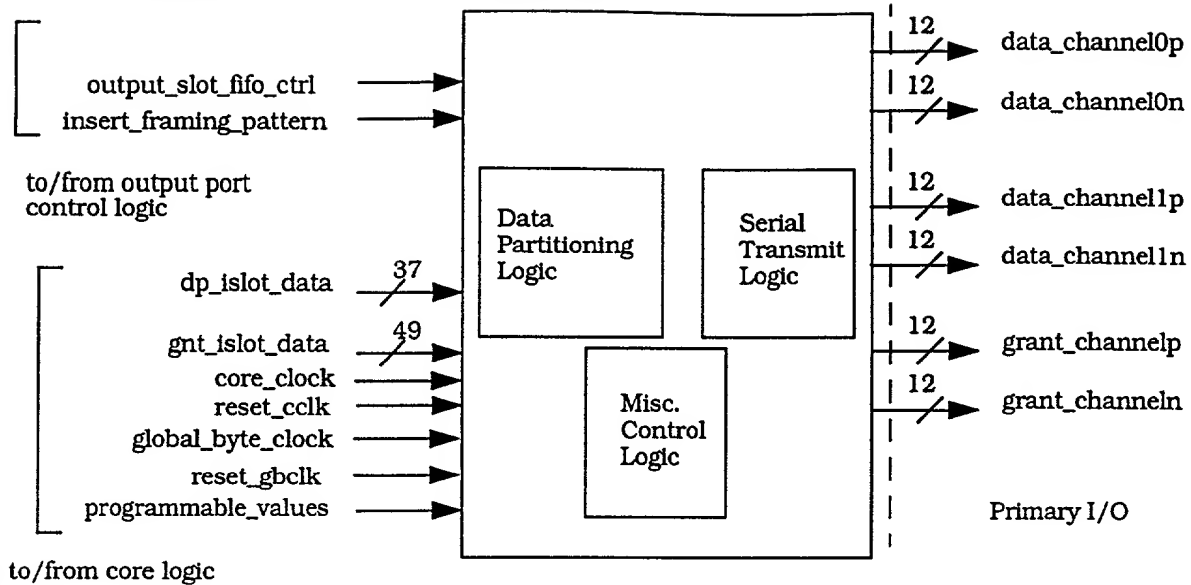 output_slot_fifo_ctrl
insert_framing_pattern
to/from output port
control logic
dp_islot_data
37
gnt_islot_data
49
core_clock
reset_cclk
global_byte_clock
reset_gbclk
programmable_values
to/from core logic
Data
Partitioning
Logic
Serial
Transmit
Logic
Misc.
Control
Logic
12
data_channel0p
12
data_channel0n
12
data_channel1p
12
data_channel1n
12
grant_channelp
12
grant_channeln
Primary I/O